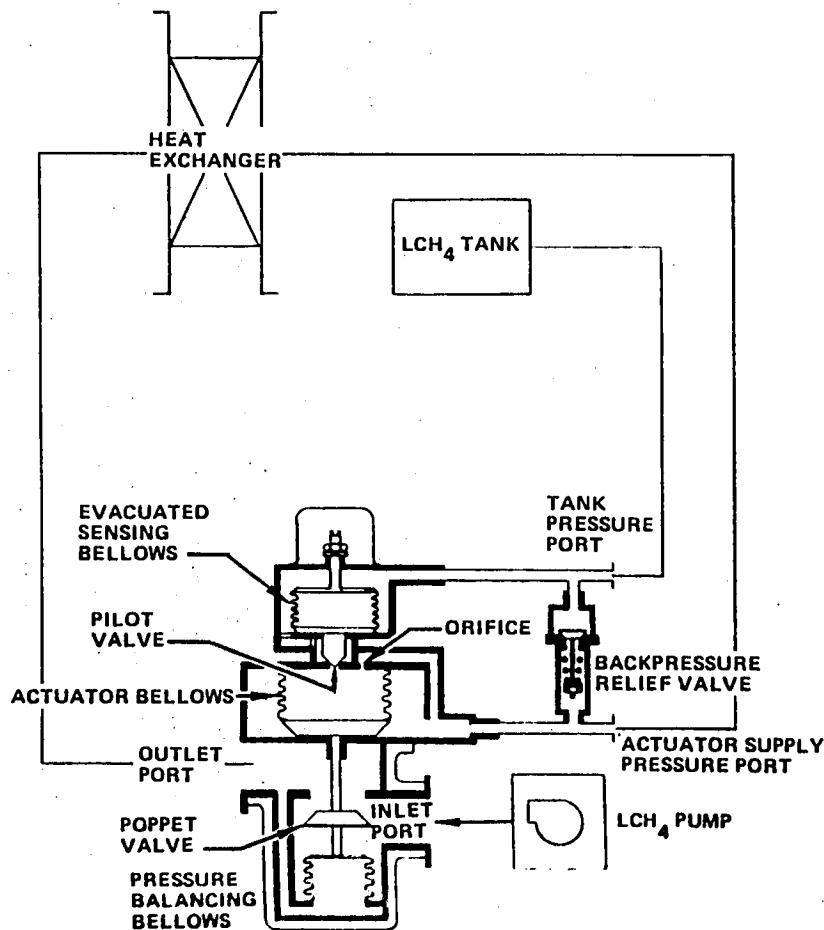 HEAT
EXCHANGER
LCH4 TANK
EVACUATED
SENSING
BELLOWS
TANK
PRESSURE
PORT
PILOT
VALVE
ORIFICE
BACKPRESSURE
RELIEF VALVE
ACTUATOR BELLOWS
OUTLET
PORT
ACTUATOR SUPPLY
PRESSURE PORT
POPPET
VALVE
INLET
PORT
LCH4 PUMP
PRESSURE
BALANCING
BELLOWS